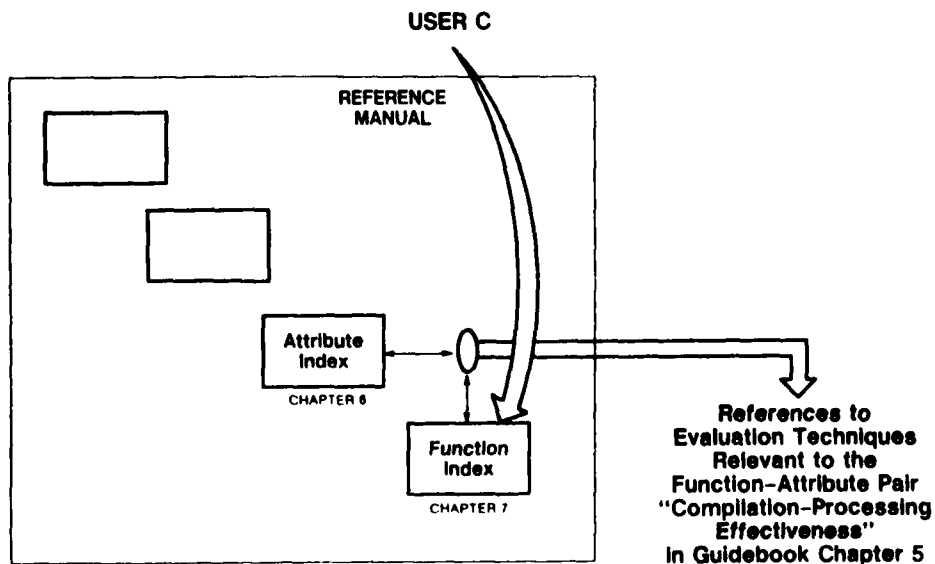 USER C
REFERENCE
MANUAL
Attribute
Index
CHAPTER 6
Function
Index
CHAPTER 7
References to
Evaluation Techniques
Relevant to the
Function-Attribute Pair
"Compilation-Processing
Effectiveness"
in Guidebook Chapter 5